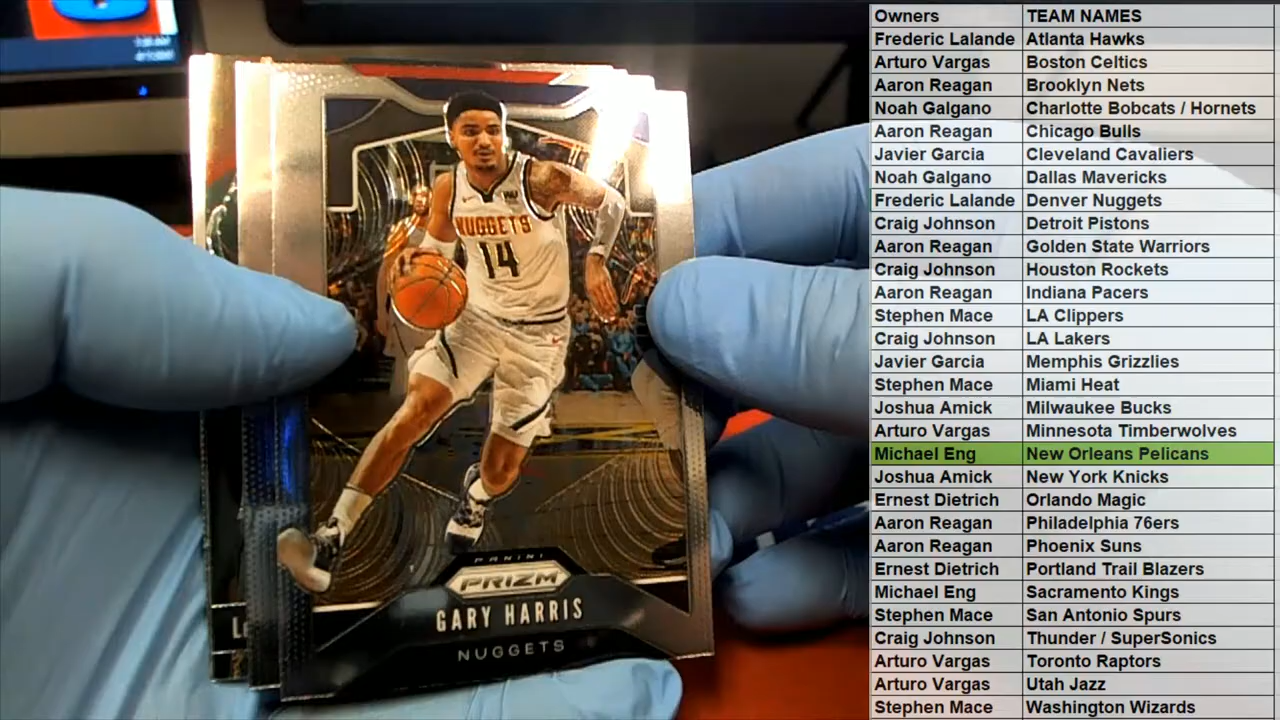 NUGGETS
14
PANINI
PRIZM
GARY HARRIS
NUGGETS
Owners TEAM NAMES
Frederic Lalande Atlanta Hawks
Arturo Vargas Boston Celtics
Aaron Reagan Brooklyn Nets
Noah Galgano Charlotte Bobcats / Hornets
Aaron Reagan Chicago Bulls
Javier Garcia Cleveland Cavaliers
Noah Galgano Dallas Mavericks
Frederic Lalande Denver Nuggets
Craig Johnson Detroit Pistons
Aaron Reagan Golden State Warriors
Craig Johnson Houston Rockets
Aaron Reagan Indiana Pacers
Stephen Mace LA Clippers
Craig Johnson LA Lakers
Javier Garcia Memphis Grizzlies
Stephen Mace Miami Heat
Joshua Amick Milwaukee Bucks
Arturo Vargas Minnesota Timberwolves
Michael Eng New Orleans Pelicans
Joshua Amick New York Knicks
Ernest Dietrich Orlando Magic
Aaron Reagan Philadelphia 76ers
Aaron Reagan Phoenix Suns
Ernest Dietrich Portland Trail Blazers
Michael Eng Sacramento Kings
Stephen Mace San Antonio Spurs
Craig Johnson Thunder / SuperSonics
Arturo Vargas Toronto Raptors
Arturo Vargas Utah Jazz
Stephen Mace Washington Wizards